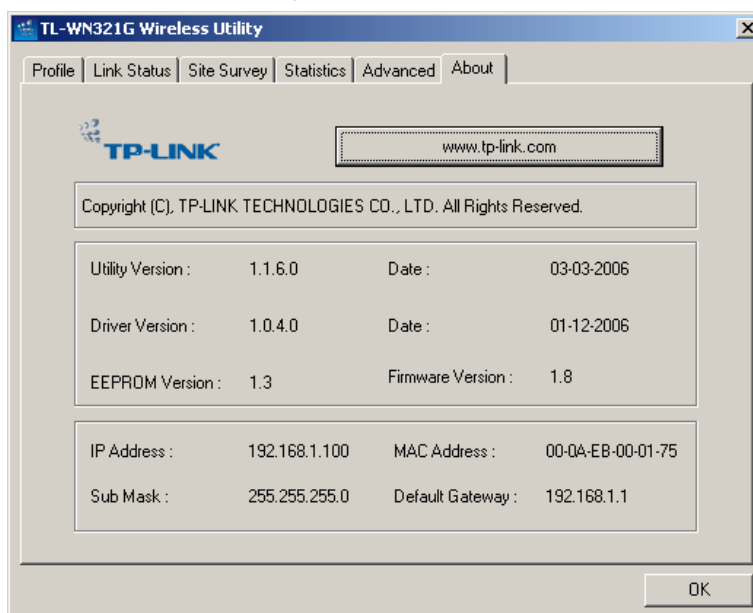 TL-WN321G Wireless Utility
Profile Link Status Site Survey Statistics Advanced About
TP-LINK www.tp-link.com
Copyright (C), TP-LINK TECHNOLOGIES CO., LTD. All Rights Reserved.
Utility Version : 1.1.6.0 Date : 03-03-2006
Driver Version : 1.0.4.0 Date : 01-12-2006
EEPROM Version : 1.3 Firmware Version : 1.8
IP Address : 192.168.1.100 MAC Address : 00-0A-EB-00-01-75
Sub Mask : 255.255.255.0 Default Gateway : 192.168.1.1
OK